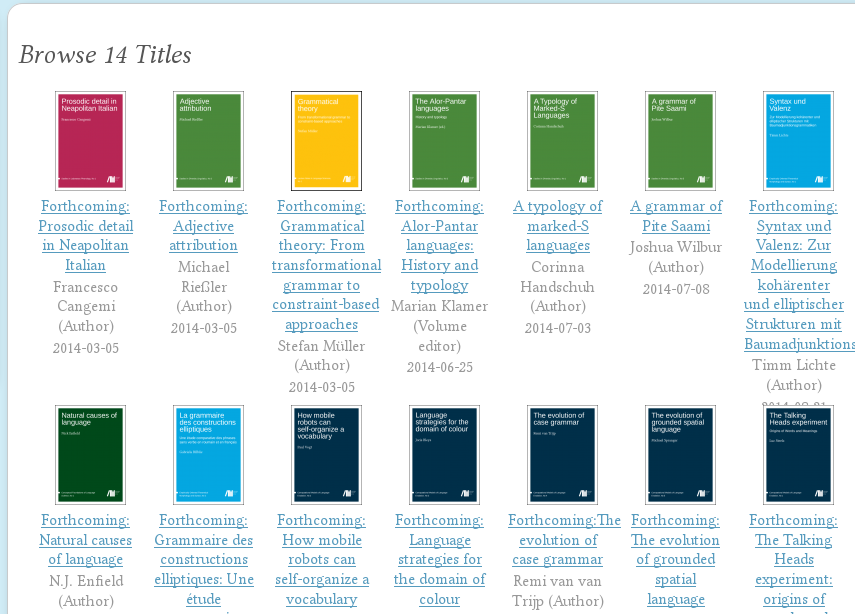 Browse 14 Titles
Prosodic detail in
Neapolitan Italian
Francesco Cangemi
Adjective
attribution
Michael Rießler
Grammatical
theory
The Alor-Pantar
languages
History and typology
Marian Klamer (ed.)
A Typology of
Marked-S
Languages
Corinna Handschuh
A grammar of
Pite Saami
Joshua Wilbur
Syntax und
Valenz
Timm Lichte
Forthcoming:
Prosodic detail
in Neapolitan
Italian
Francesco
Cangemi
(Author)
2014-03-05
Forthcoming:
Adjective
attribution
Michael
Rießler
(Author)
2014-03-05
Forthcoming:
Grammatical
theory: From
transformational
grammar to
constraint-based
approaches
Stefan Müller
(Author)
2014-03-05
Forthcoming:
Alor-Pantar
languages:
History and
typology
Marian Klamer
(Volume
editor)
2014-06-25
A typology of
marked-S
languages
Corinna
Handschuh
(Author)
2014-07-03
A grammar of
Pite Saami
Joshua Wilbur
(Author)
2014-07-08
Forthcoming:
Syntax und
Valenz: Zur
Modellierung
kohärenter
und elliptischer
Strukturen mit
Baumadjunktions
Timm Lichte
(Author)
Natural causes of
language
Nick Enfield
La grammaire
des constructions
elliptiques
How mobile
robots can
self-organize a
vocabulary
Paul Vogt
Language
strategies for the
domain of colour
Joris Bleys
The evolution of
case grammar
Remi van Trijp
The evolution of
grounded spatial
language
Michael Spranger
The Talking
Heads experiment
Origins of Words and Meanings
Luc Steels
Forthcoming:
Natural causes
of language
N.J. Enfield
(Author)
Forthcoming:
Grammaire des
constructions
elliptiques: Une
étude
Forthcoming:
How mobile
robots can
self-organize a
vocabulary
Forthcoming:
Language
strategies for
the domain of
colour
Forthcoming:The
evolution of
case grammar
Remi van van
Trijp (Author)
Forthcoming:
The evolution
of grounded
spatial
language
Forthcoming:
The Talking
Heads
experiment:
origins of